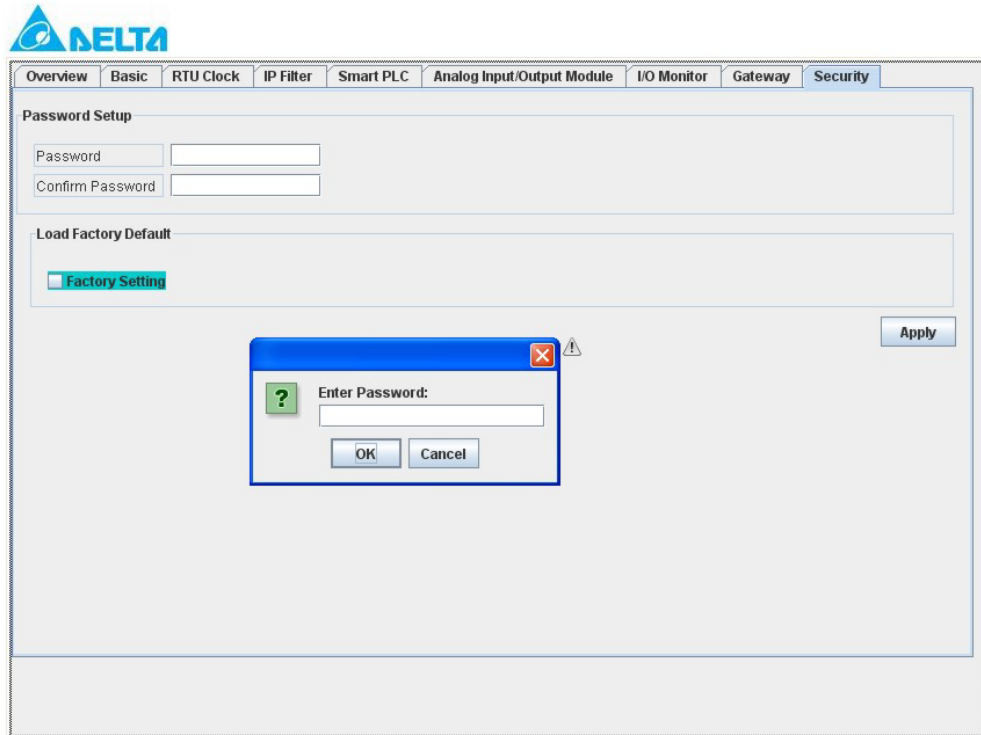 DELTA
Overview Basic RTU Clock IP Filter Smart PLC Analog Input/Output Module I/O Monitor Gateway Security
Password Setup
Password
Confirm Password
Load Factory Default
Factory Setting
Apply
? Enter Password:
OK Cancel